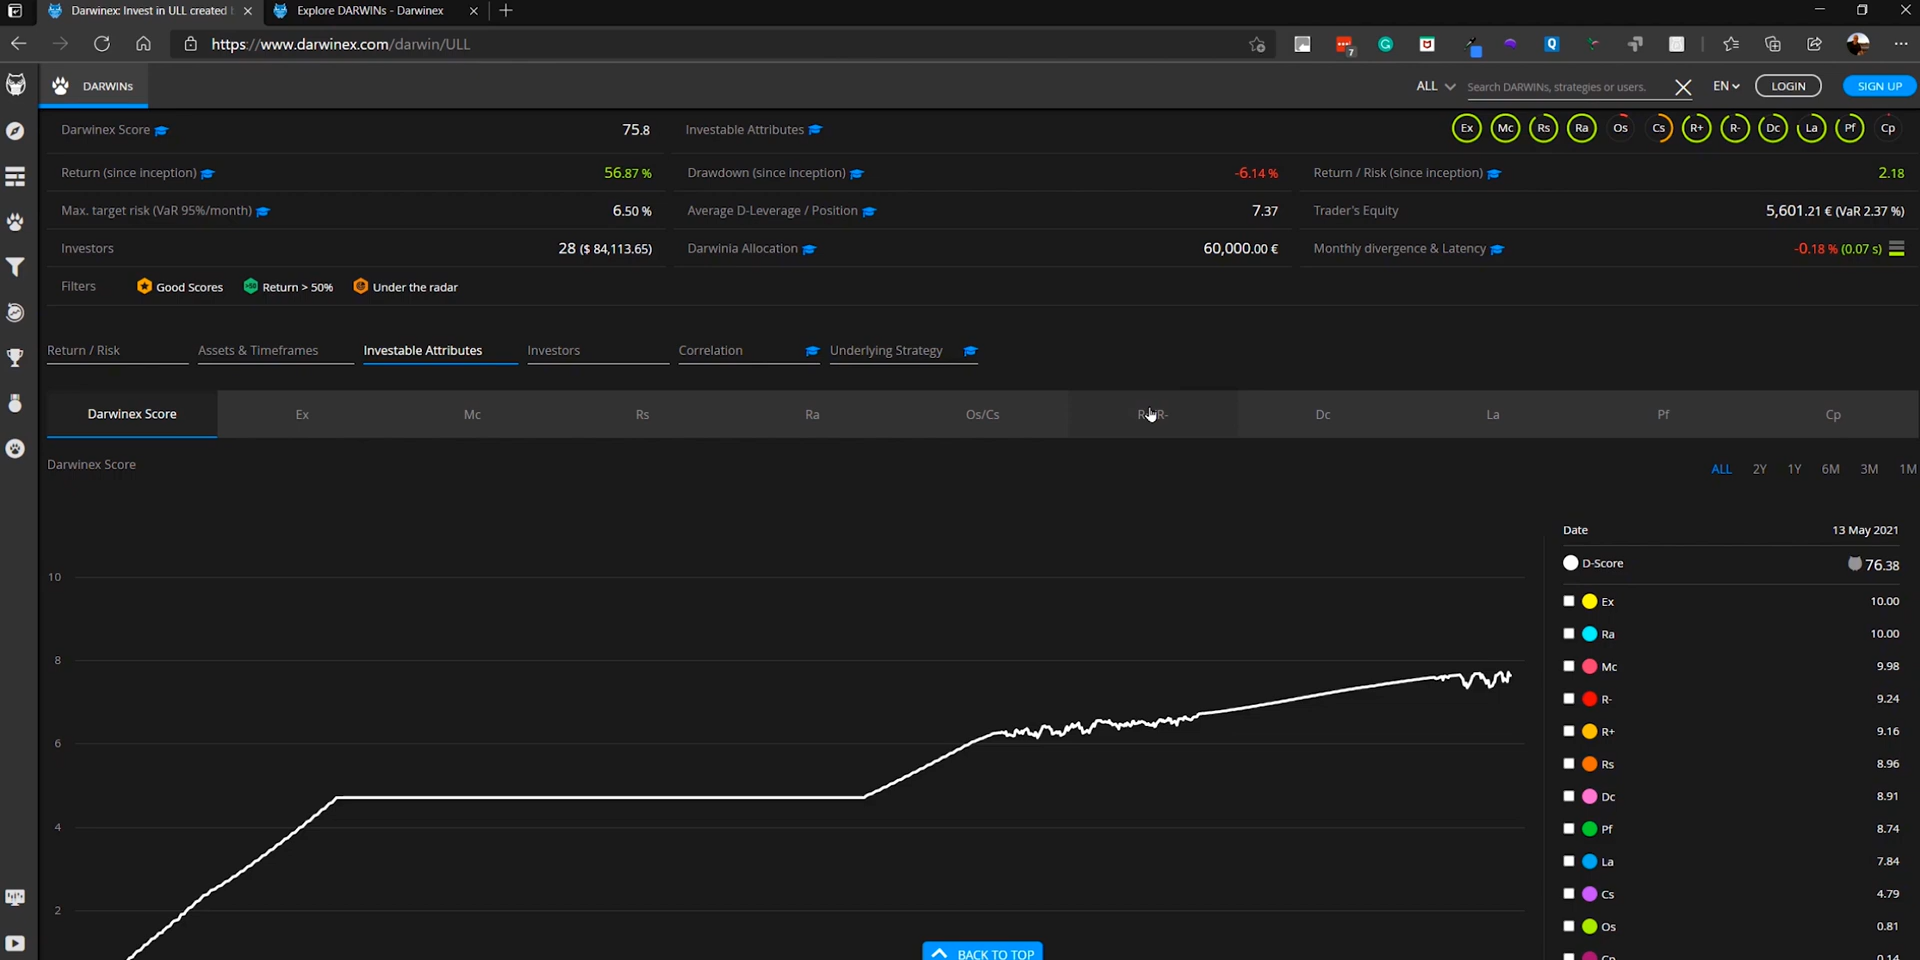 Darwinex: Invest in ULL created
Explore DARWINs - Darwinex
https://www.darwinex.com/darwin/ULL
7
DARWINs
ALL
Search DARWINs, strategies or users.
EN
LOGIN
SIGN UP
Darwinex Score 75.8
Investable Attributes
Ex Mc Rs Ra Os Cs R+ R- Dc La Pf Cp
Return (since inception) 56.87 %
Drawdown (since inception) -6.14 %
Return / Risk (since inception) 2.18
Max. target risk (VaR 95%/month) 6.50 %
Average D-Leverage / Position 7.37
Trader's Equity 5,601.21 € (VaR 2.37 %)
Investors 28 ($ 84,113.65)
Darwinia Allocation 60,000.00 €
Monthly divergence & Latency -0.18 % (0.07 s)
Filters Good Scores Return > 50% Under the radar
Return / Risk Assets & Timeframes Investable Attributes Investors Correlation Underlying Strategy
Darwinex Score Ex Mc Rs Ra Os/Cs R-  Dc La Pf Cp
Darwinex Score
ALL 2Y 1Y 6M 3M 1M
Date 13 May 2021
D-Score 76.38
Ex 10.00
Ra 10.00
Mc 9.98
R- 9.24
R+ 9.16
Rs 8.96
Dc 8.91
Pf 8.74
La 7.84
Cs 4.79
Os 0.81
10
8
6
4
2
BACK TO TOP